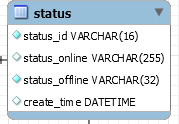 status
status_id VARCHAR(16)
status_online VARCHAR(255)
status_offline VARCHAR(32)
create_time DATETIME